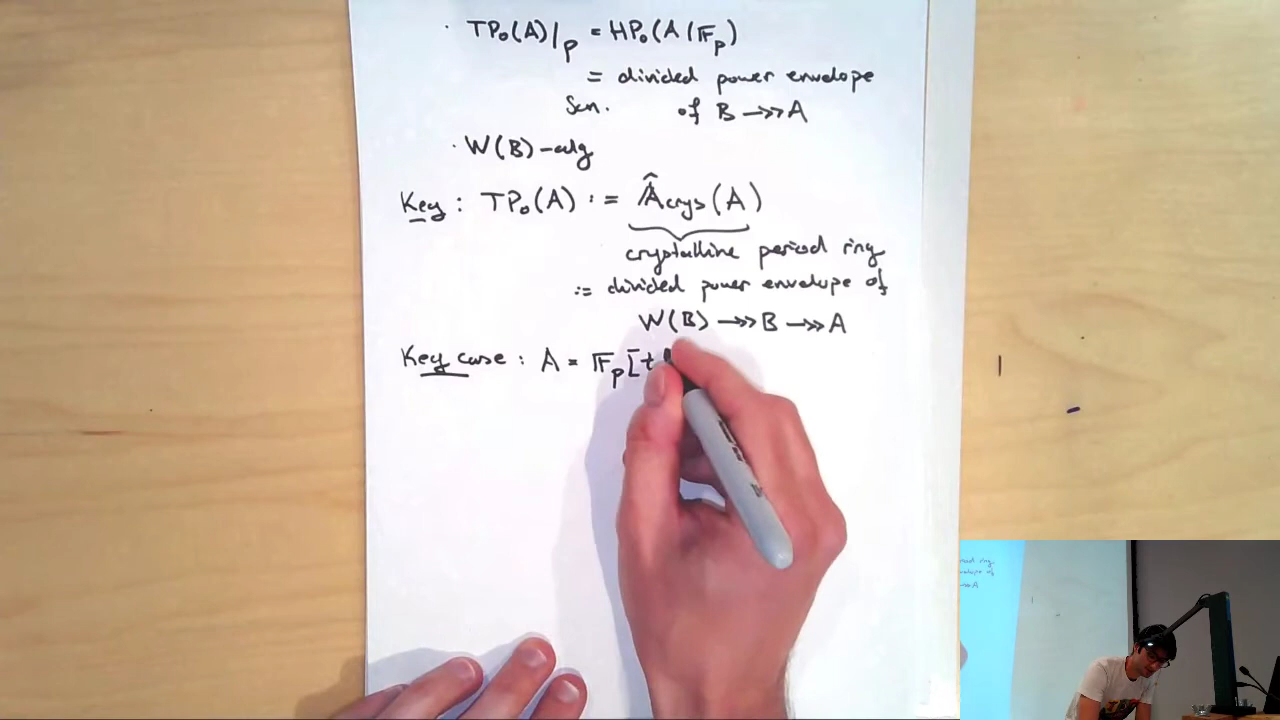 · TP₀(A)/p = HP₀(A/𝔽p)
= divided power envelope
Sen. of B →»» A
· W(B)-alg
Key : TP₀(A) := Âcrys(A)
crystalline period ring
:= divided power envelope of
W(B) →»» B →»» A
Key case : A = 𝔽p[t